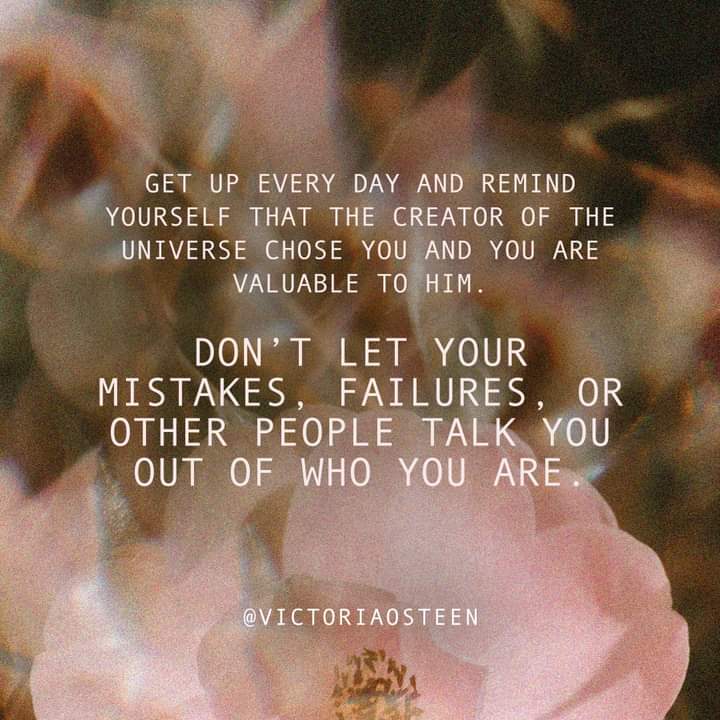 GET UP EVERY DAY AND REMIND
YOURSELF THAT THE CREATOR OF THE
UNIVERSE CHOSE YOU AND YOU ARE
VALUABLE TO HIM.
DON’T LET YOUR
MISTAKES, FAILURES, OR
OTHER PEOPLE TALK YOU
OUT OF WHO YOU ARE.
@VICTORIAOSTEEN